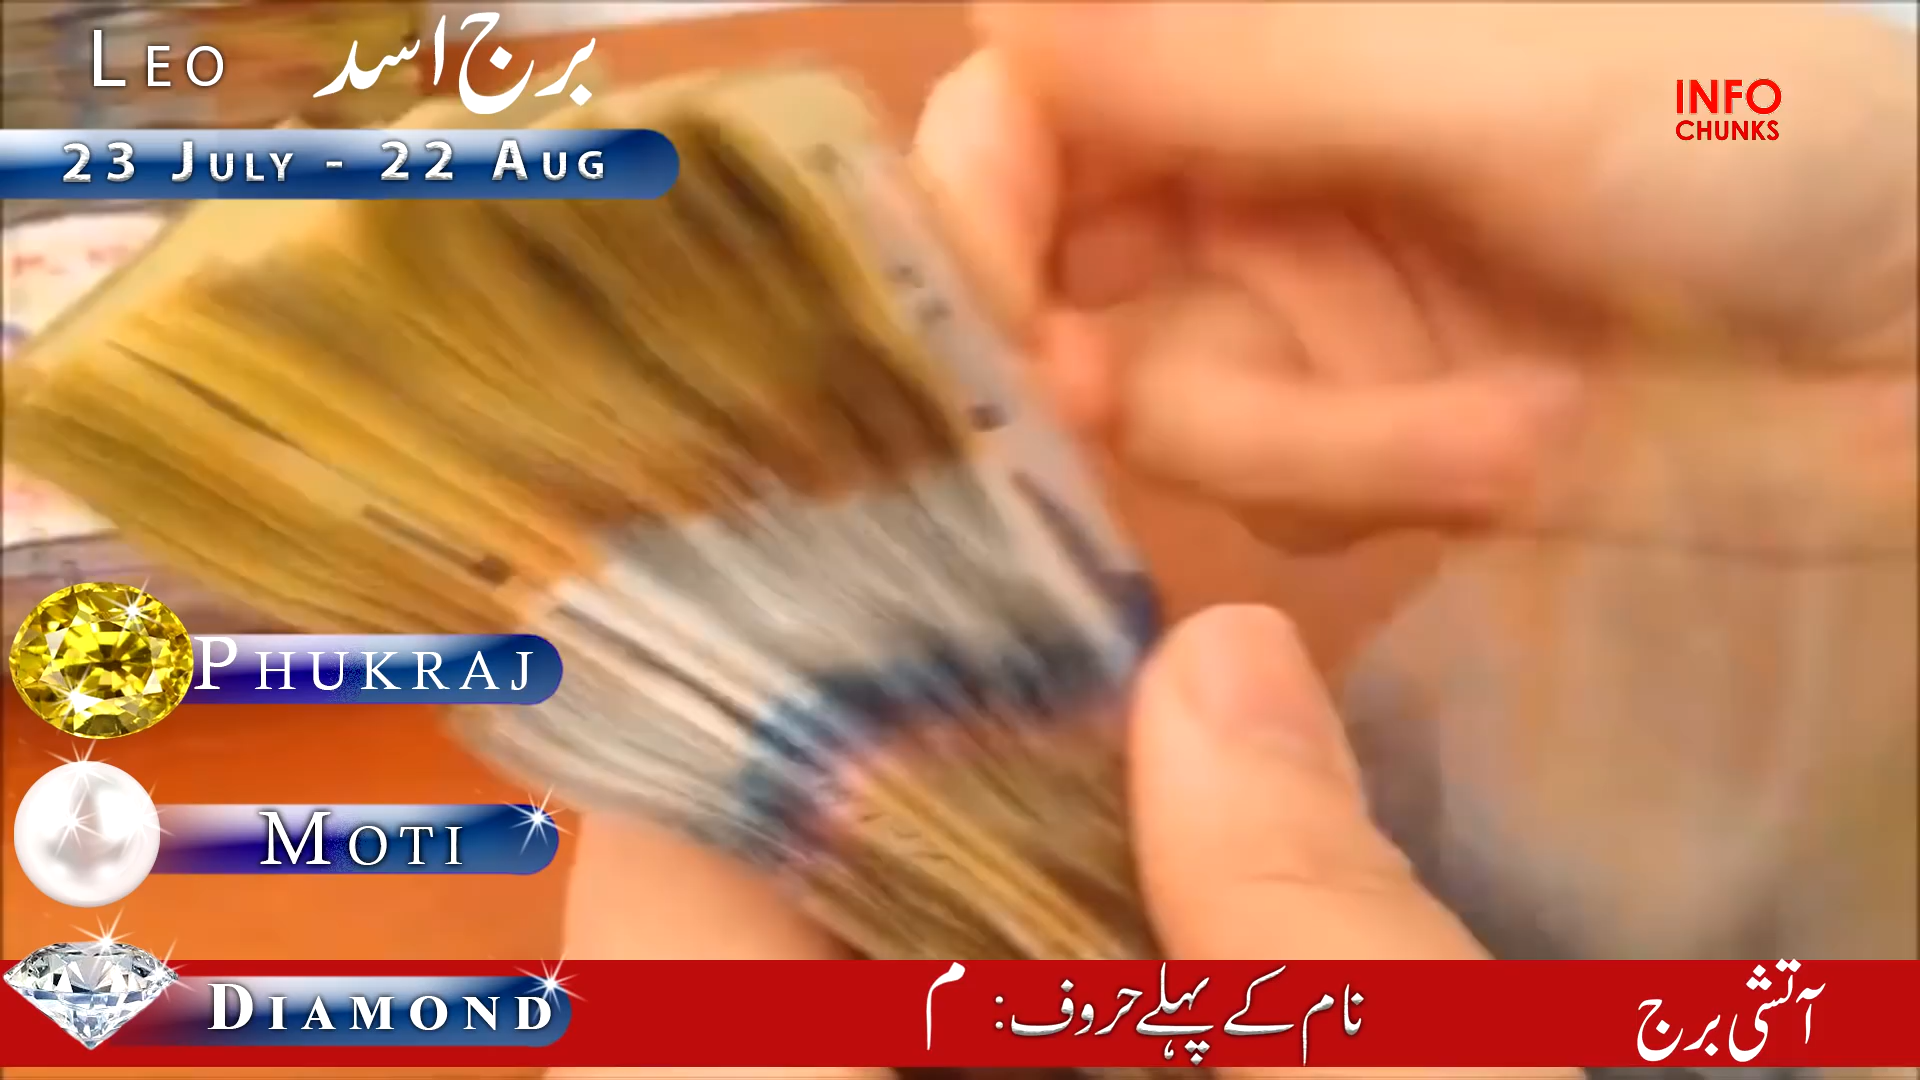 Leo برج اسد
INFO
CHUNKS
23 July - 22 Aug
Phukraj
Moti
Diamond
نام کے پہلے حروف: م
آتشی برج